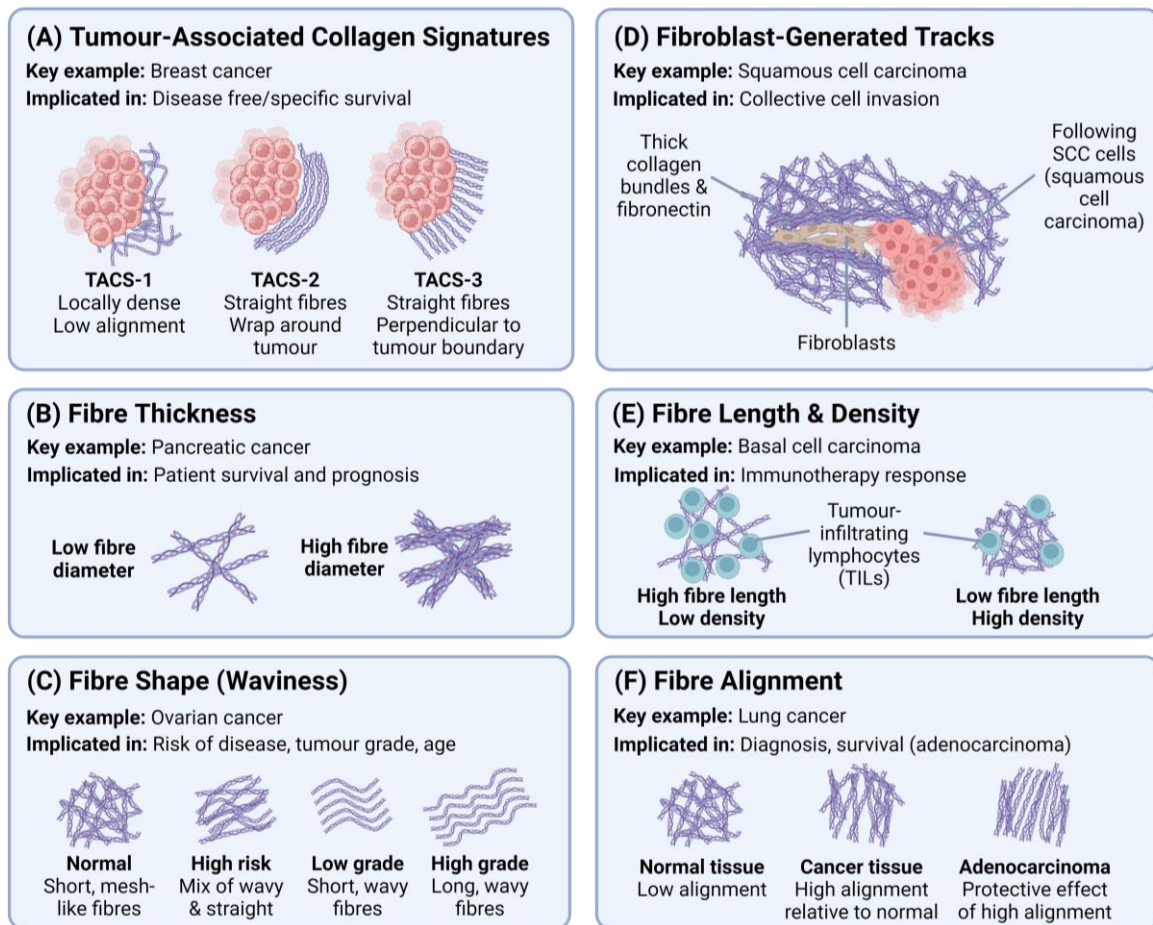 (A) Tumour-Associated Collagen Signatures
Key example: Breast cancer
Implicated in: Disease free/specific survival
TACS-1
Locally dense
Low alignment
TACS-2
Straight fibres
Wrap around
tumour
TACS-3
Straight fibres
Perpendicular to
tumour boundary
(B) Fibre Thickness
Key example: Pancreatic cancer
Implicated in: Patient survival and prognosis
Low fibre
diameter
High fibre
diameter
(C) Fibre Shape (Waviness)
Key example: Ovarian cancer
Implicated in: Risk of disease, tumour grade, age
Normal
Short, mesh-
like fibres
High risk
Mix of wavy
& straight
Low grade
Short, wavy
fibres
High grade
Long, wavy
fibres
(D) Fibroblast-Generated Tracks
Key example: Squamous cell carcinoma
Implicated in: Collective cell invasion
Thick
collagen
bundles &
fibronectin
Following
SCC cells
(squamous
cell
carcinoma)
Fibroblasts
(E) Fibre Length & Density
Key example: Basal cell carcinoma
Implicated in: Immunotherapy response
Tumour-
infiltrating
lymphocytes
(TILs)
High fibre length
Low density
Low fibre length
High density
(F) Fibre Alignment
Key example: Lung cancer
Implicated in: Diagnosis, survival (adenocarcinoma)
Normal tissue
Low alignment
Cancer tissue
High alignment
relative to normal
Adenocarcinoma
Protective effect
of high alignment